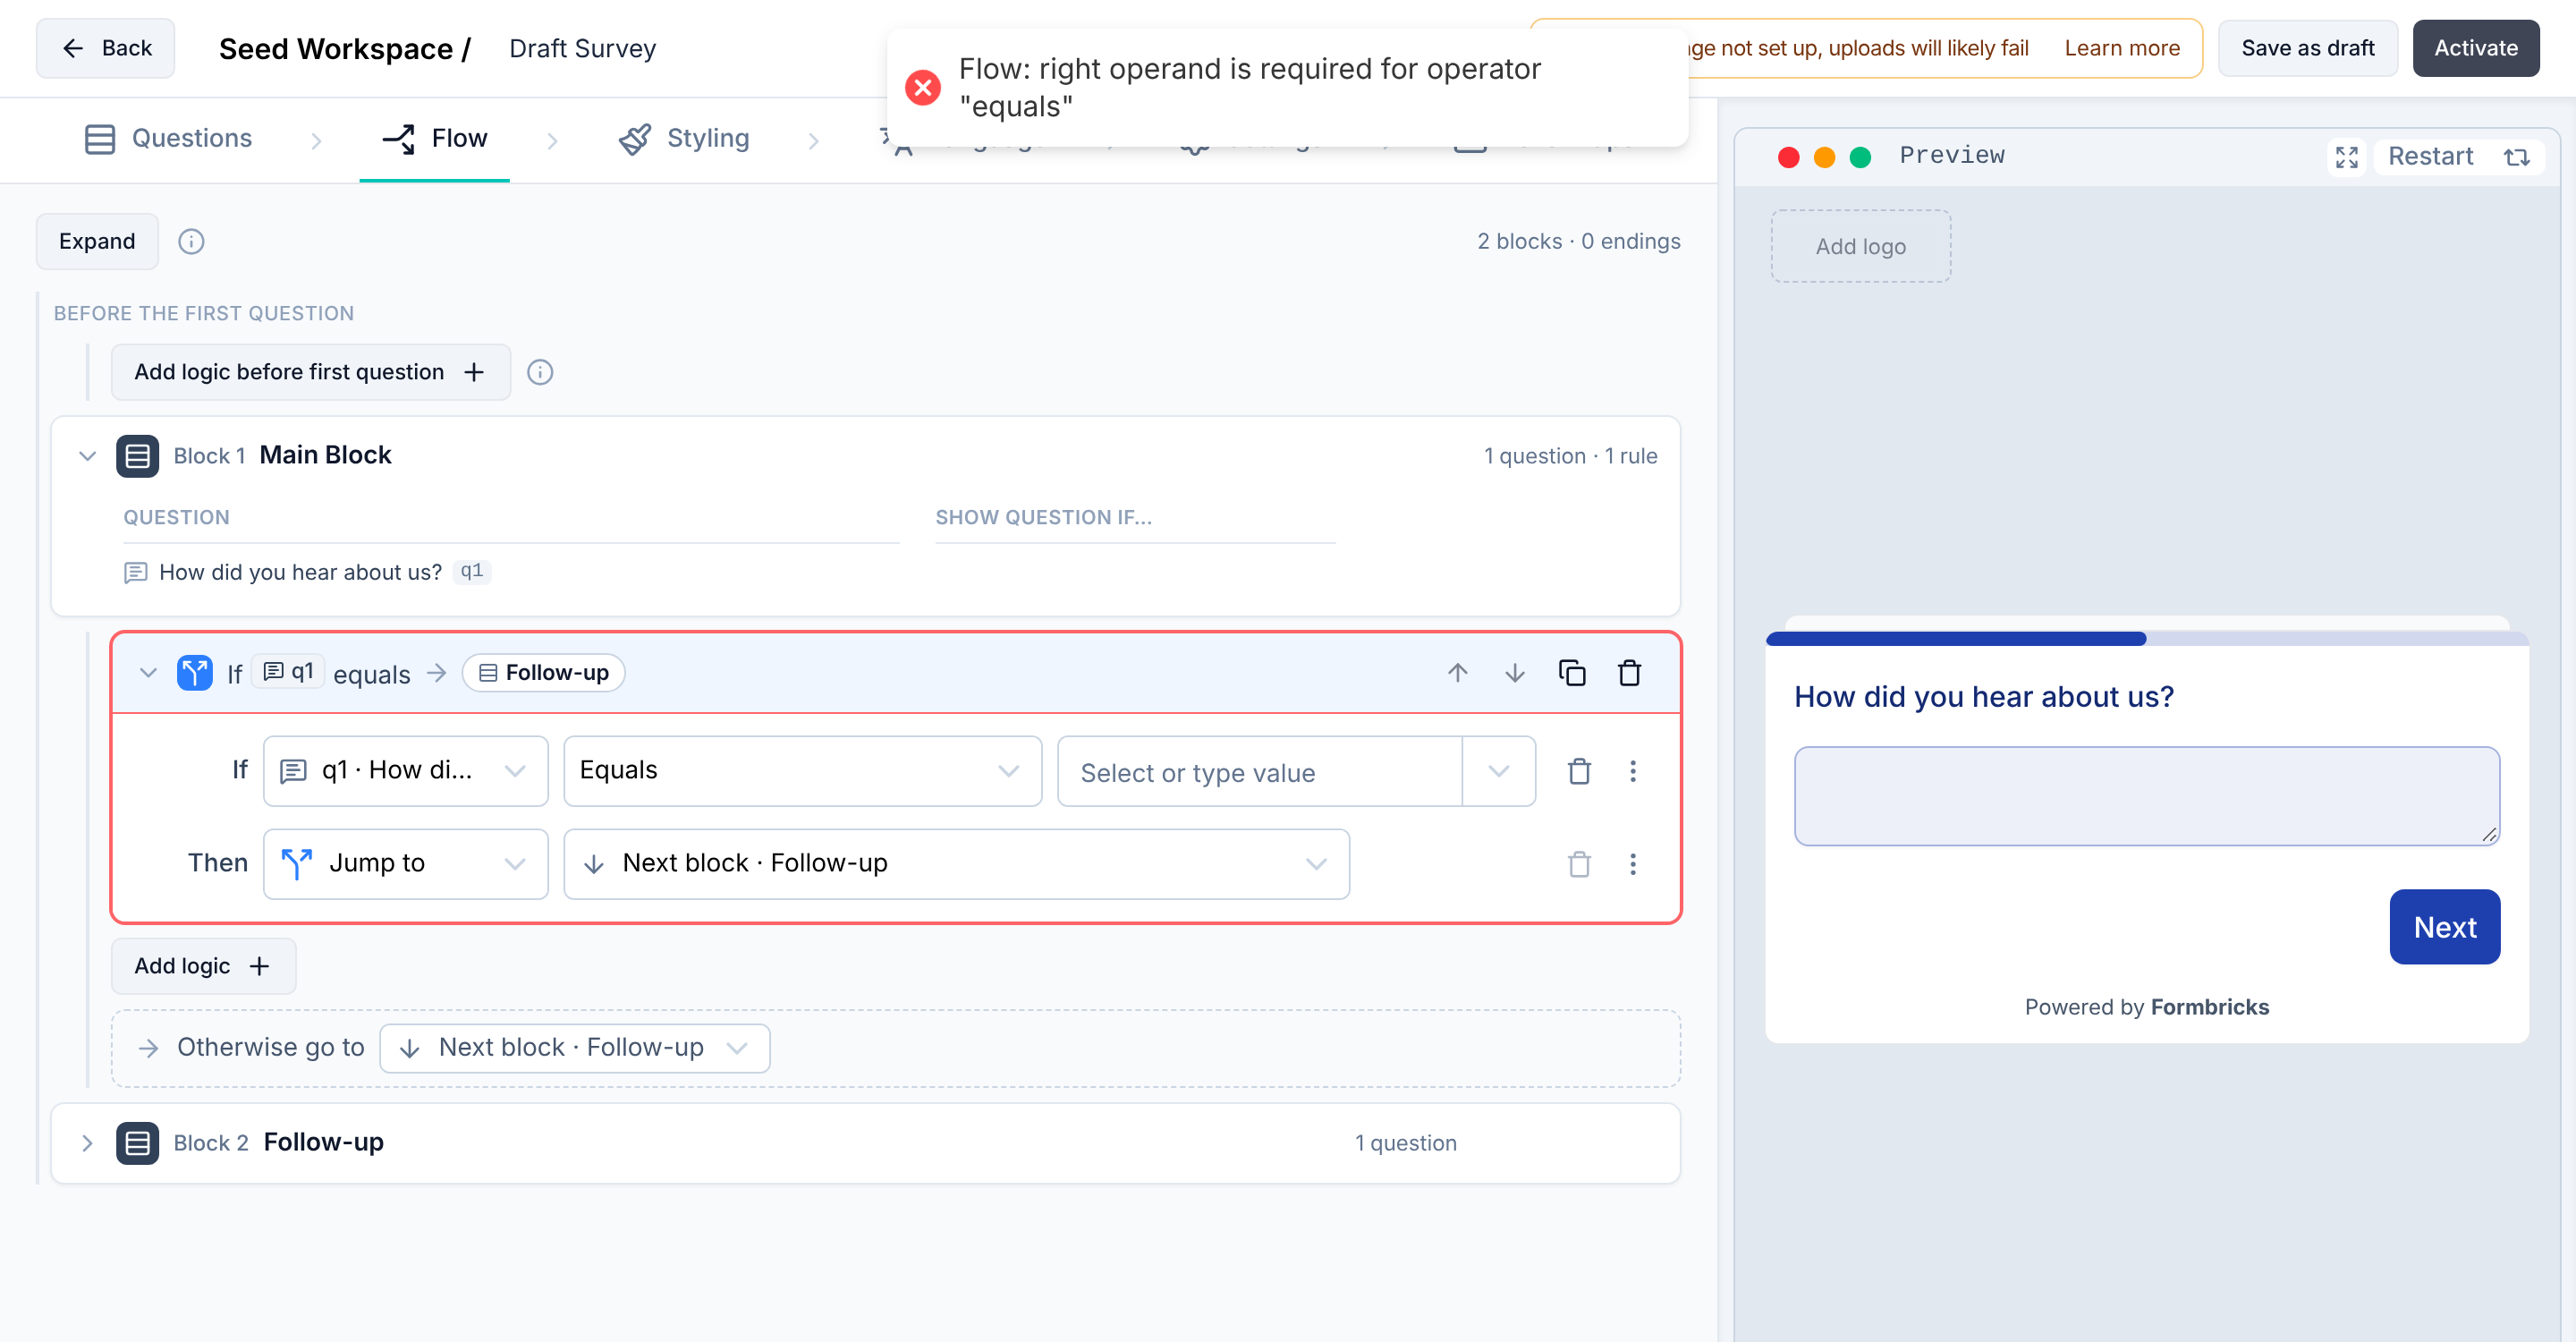 Back
Seed Workspace /
Draft Survey
Flow: right operand is required for operator
"equals"
not set up, uploads will likely fail
Learn more
Save as draft
Activate
Questions
Flow
Styling
Preview
Restart
Expand
2 blocks · 0 endings
Add logo
BEFORE THE FIRST QUESTION
Add logic before first question
Block 1 Main Block
1 question · 1 rule
QUESTION
SHOW QUESTION IF...
How did you hear about us? q1
If q1 equals Follow-up
If q1 · How di... Equals Select or type value
Then Jump to Next block · Follow-up
Add logic
Otherwise go to Next block · Follow-up
Block 2 Follow-up
1 question
How did you hear about us?
Next
Powered by Formbricks